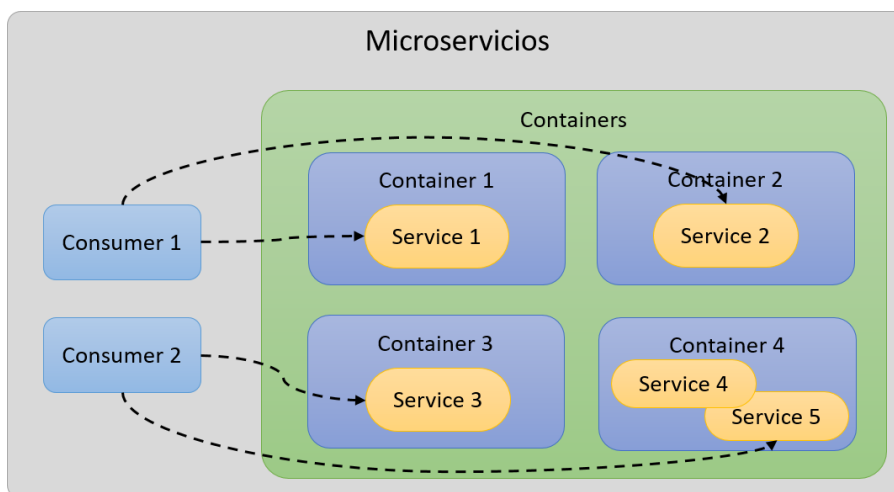 Microservicios
Containers
Container 1
Container 2
Consumer 1
Service 1
Service 2
Consumer 2
Container 3
Container 4
Service 3
Service 4
Service 5